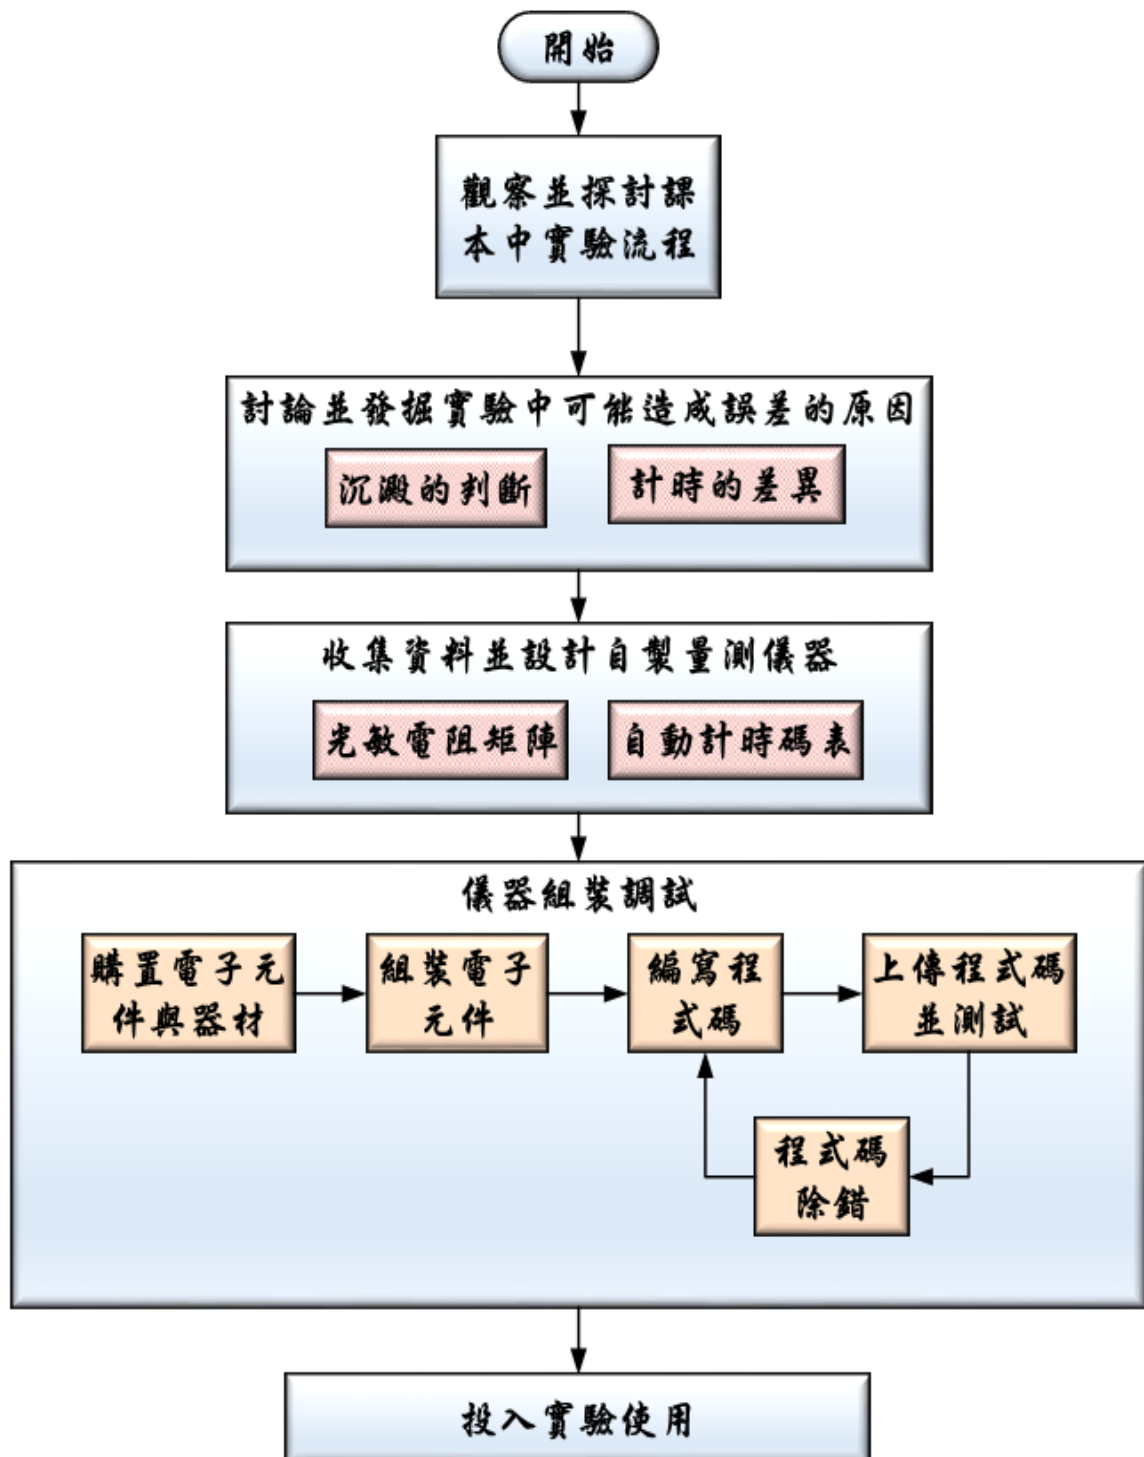 開始
觀察並探討課
本中實驗流程
討論並發掘實驗中可能造成誤差的原因
沉澱的判斷
計時的差異
收集資料並設計自製量測儀器
光敏電阻矩陣
自動計時碼表
儀器組裝調試
購置電子元
件與器材
組裝電子
元件
編寫程
式碼
上傳程式碼
並測試
程式碼
除錯
投入實驗使用